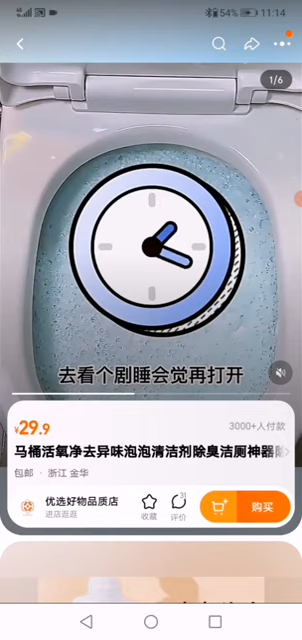 54% 11:14
1/6
去看个剧睡会觉再打开
¥29.9
3000+人付款
马桶活氧净去异味泡泡清洁剂除臭洁厕神器
包邮 · 浙江 金华
优选好物品质店
进店逛逛
收藏
31
评价
购买